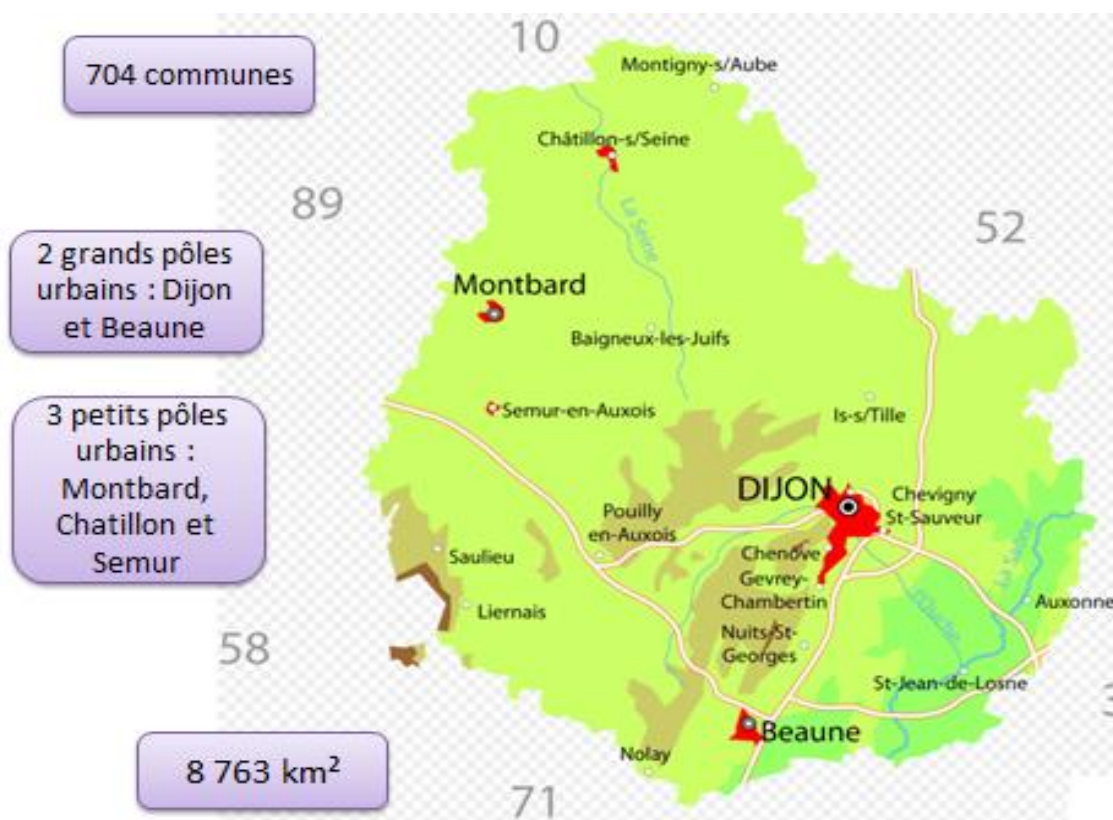 10
704 communes
Montigny-s/Aube
Châtillon-s/Seine
89
La Seine
52
2 grands pôles
urbains : Dijon
et Beaune
Montbard
Baigneux-les-Juifs
3 petits pôles
urbains :
Montbard,
Chatillon et
Semur
Semur-en-Auxois
Is-s/Tille
DIJON
Chevigny
St-Sauveur
Pouilly
en-Auxois
Saulieu
Chenôve
Gevrey-
Chambertin
La Saône
Auxonne
Liernais
l'Ouche
58
Nuits-St-
Georges
St-Jean-de-Losne
Beaune
Nolay
8 763 km²
71